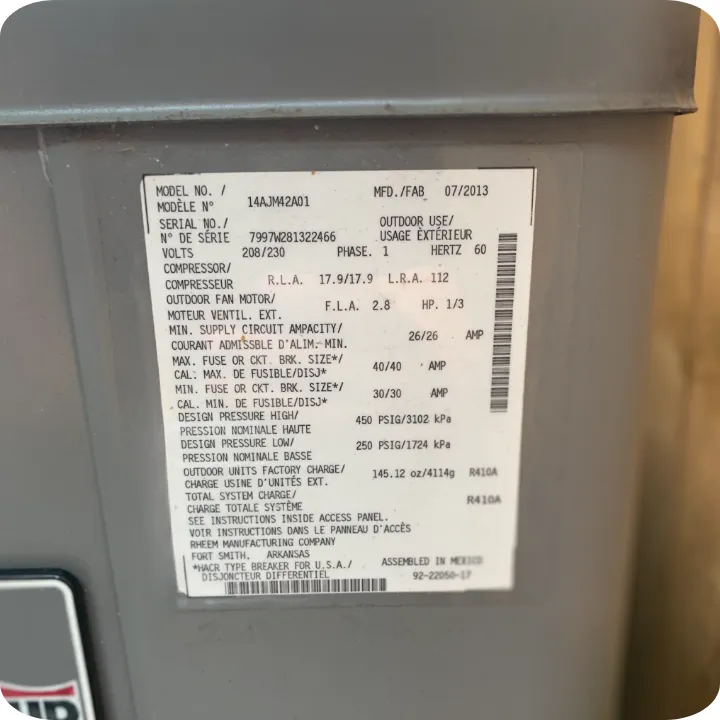 MODEL NO. / MFD./FAB 07/2013
MODÈLE N° 14AJM42A01
SERIAL NO./ OUTDOOR USE/
N° DE SÉRIE 7997W281322466 USAGE ÈXTÉRIEUR
VOLTS 208/230 PHASE. 1 HERTZ 60
COMPRESSOR/
COMPRESSEUR R.L.A. 17.9/17.9 L.R.A. 112
OUTDOOR FAN MOTOR/
MOTEUR VENTIL. EXT. F.L.A. 2.8 HP. 1/3
MIN. SUPPLY CIRCUIT AMPACITY/
COURANT ADMISSBLE D'ALIM. MIN. 26/26 AMP
MAX. FUSE OR CKT. BRK. SIZE*/
CAL. MAX. DE FUSIBLE/DISJ* 40/40 AMP
MIN. FUSE OR CKT. BRK. SIZE*/
CAL. MIN. DE FUSIBLE/DISJ* 30/30 AMP
DESIGN PRESSURE HIGH/ 450 PSIG/3102 kPa
PRESSION NOMINALE HAUTE
DESIGN PRESSURE LOW/ 250 PSIG/1724 kPa
PRESSION NOMINALE BASSE
OUTDOOR UNITS FACTORY CHARGE/ 145.12 oz/4114g R410A
CHARGE USINE D'UNITÉS EXT.
TOTAL SYSTEM CHARGE/ R410A
CHARGE TOTALE SYSTÈME
SEE INSTRUCTIONS INSIDE ACCESS PANEL.
VOIR INSTRUCTIONS DANS LE PANNEAU D'ACCÈS
RHEEM MANUFACTURING COMPANY
FORT SMITH, ARKANSAS
*HACR TYPE BREAKER FOR U.S.A./ ASSEMBLED IN MEXICO
DISJONCTEUR DIFFERENTIEL 92-22050-17